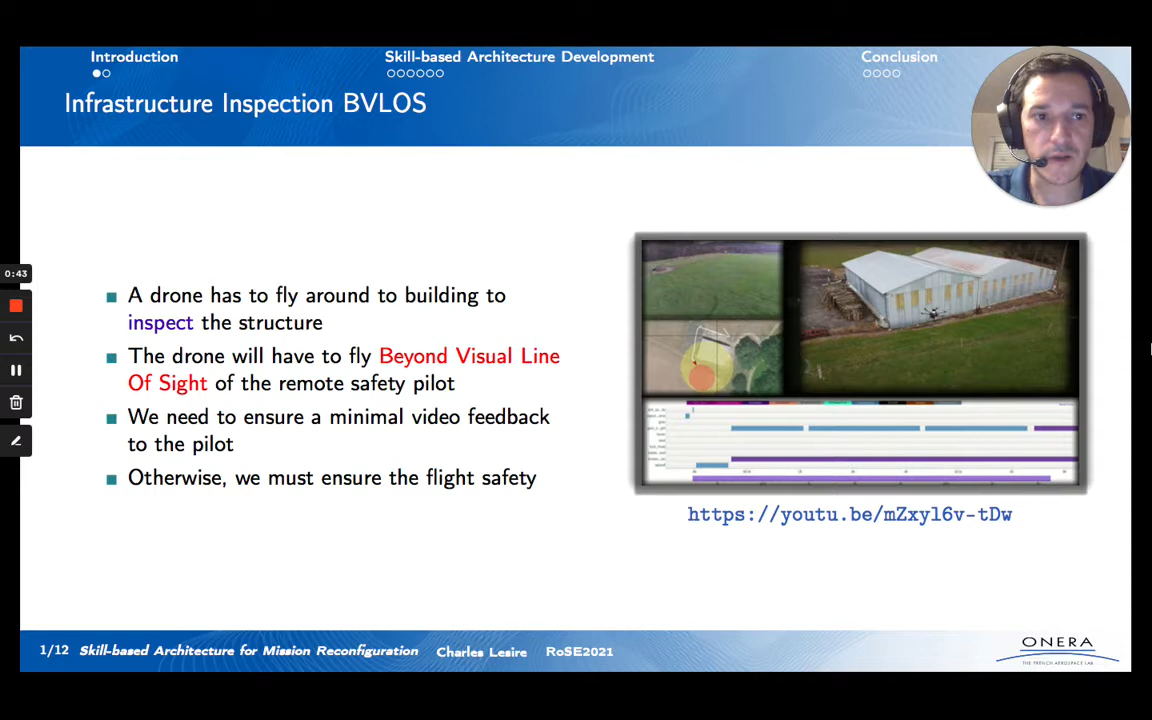 Introduction
Skill-based Architecture Development
Conclusion
Infrastructure Inspection BVLOS
0:43
A drone has to fly around to building to
inspect the structure
The drone will have to fly Beyond Visual Line
Of Sight of the remote safety pilot
We need to ensure a minimal video feedback
to the pilot
Otherwise, we must ensure the flight safety
https://youtu.be/mZxyl6v-tDw
1/12 Skill-based Architecture for Mission Reconfiguration Charles Lesire RoSE2021
ONERA
THE FRENCH AEROSPACE LAB